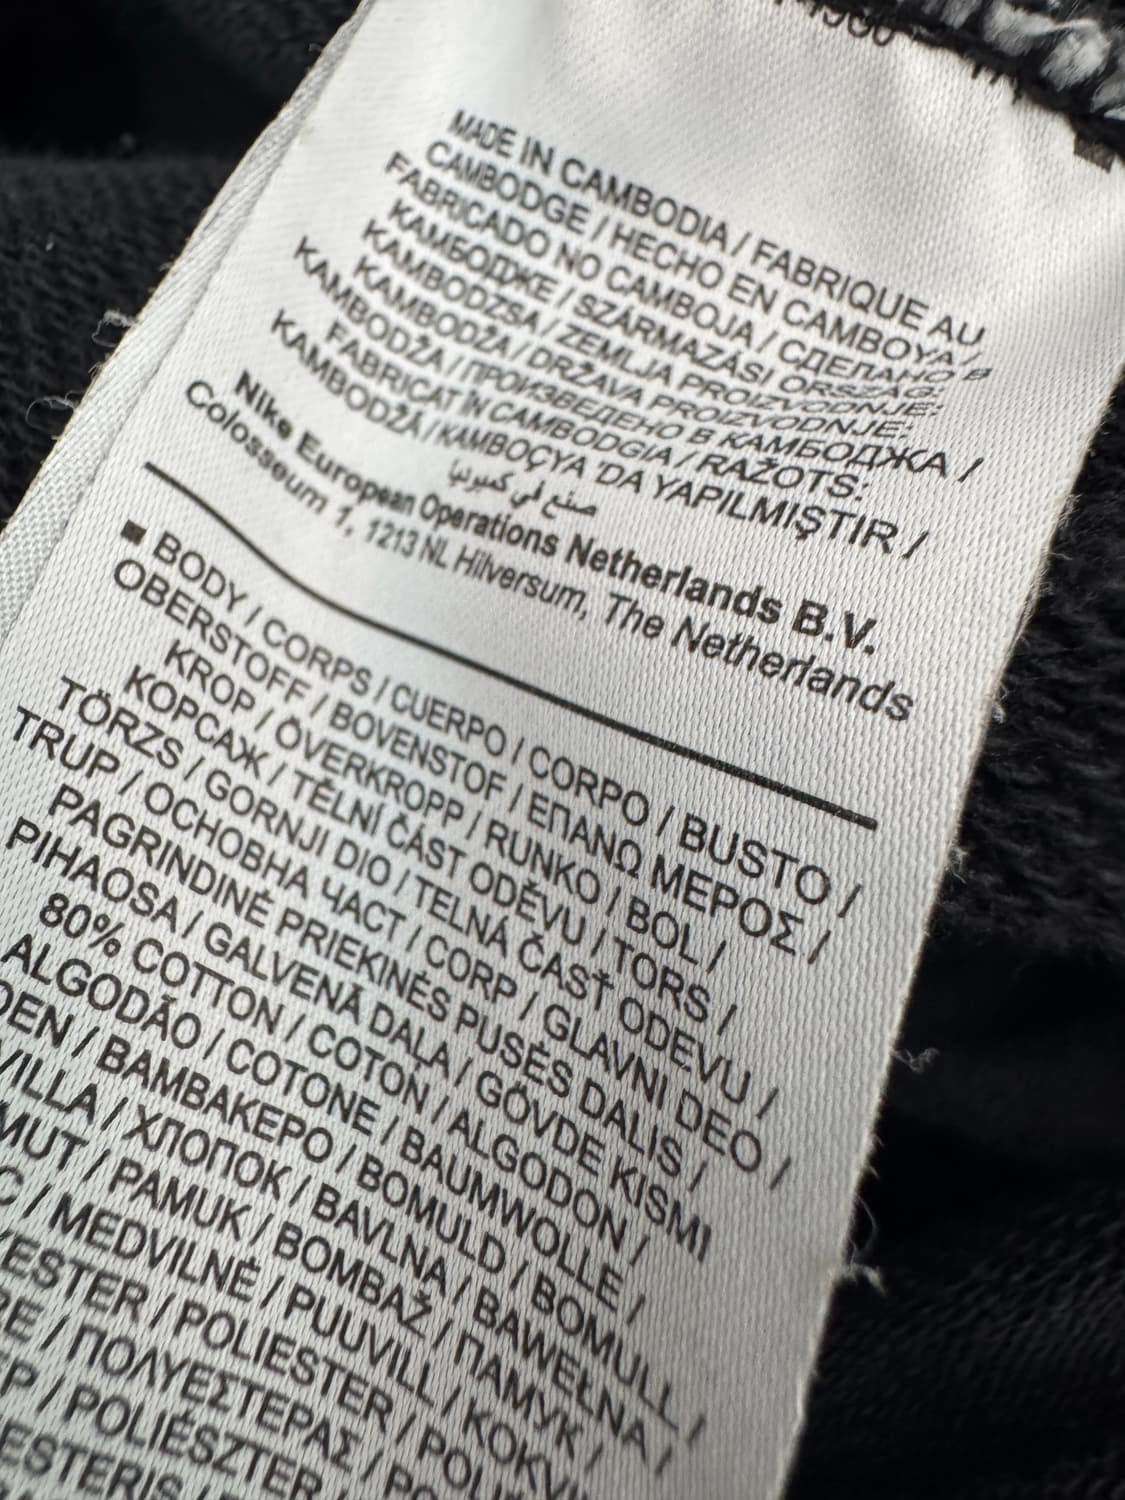 MADE IN CAMBODIA / FABRIQUE AU
CAMBODGE / HECHO EN CAMBOYA /
FABRICADO NO CAMBOJA / СДЕЛАНО В
КАМБОДЖЕ / SZÁRMAZÁSI ORSZÁG:
KAMBODZSA / ZEMLJA PROIZVODNJE:
KAMBODŽA / DRŽAVA PROIZVODNJE:
KAMBODŽA / ПРОИЗВЕДЕНО В КАМБОДЖА /
FABRICAT ÎN CAMBODGIA / RAŽOTS:
KAMBODŽĀ / KAMBOÇYA 'DA YAPILMIŞTIR /
صنع في كمبوديا
Nike European Operations Netherlands B.V.
Colosseum 1, 1213 NL Hilversum, The Netherlands
■ BODY / CORPS / CUERPO / CORPO / BUSTO /
OBERSTOFF / BOVENSTOF / ΕΠΑΝΩ ΜΕΡΟΣ /
KROP / ÖVERKROPP / RUNKO / BOL /
КОРСАЖ / TĚLNÍ ČÁST ODĚVU / TORS /
TÖRZS / GORNJI DIO / TELNÁ ČASŤ ODEVU /
TRUP / ОСНОВНА ЧАСТ / CORP / GLAVNI DEO /
PAGRINDINĖ PRIEKINĖS PUSĖS DALIS /
PIHAOSA / GALVENĀ DAĻA / GÖVDE KISMI
80% COTTON / COTON / ALGODON /
ALGODÃO / COTONE / BAUMWOLLE /
/ ΒΑΜΒΑΚΕΡΟ / BOMULD / BOMULL /
/ ХЛОПОК / BAVLNA / BAWEŁNA /
/ PAMUK / BOMBAŽ / ПАМУК /
/ MEDVILNĖ / PUUVILL /
/ POLIESTER /
/ ΠΟΛΥΕΣΤΕΡΑΣ /
/ POLIÉSZTER